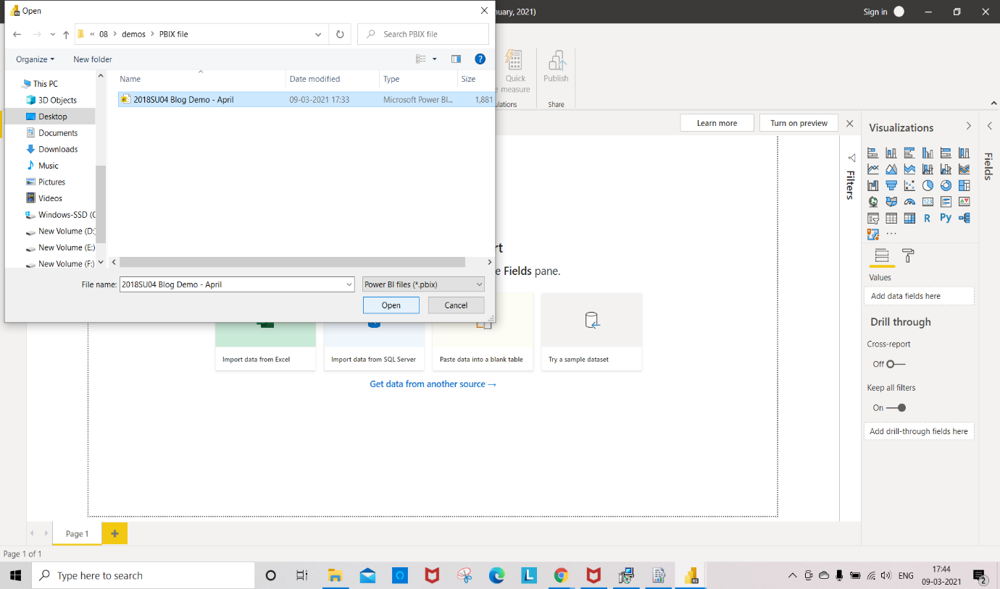 Open
nuary, 2021)
Sign in
« 08 > demos > PBIX file
Search PBIX file
Organize
New folder
Quick
e measure
Publish
ulations
Share
This PC
3D Objects
Desktop
Documents
Downloads
Music
Pictures
Videos
Windows-SSD (C
New Volume (D:
New Volume (E:)
New Volume (F:)
Name
Date modified
Type
Size
2018SU04 Blog Demo - April
09-03-2021 17:33
Microsoft Power BI...
1,881
File name:
2018SU04 Blog Demo - April
Power BI files (*.pbix)
Open
Cancel
Learn more
Turn on preview
Filters
Visualizations
Fields
123
R
Py
...
Values
Add data fields here
Drill through
Cross-report
Off
Keep all filters
On
Add drill-through fields here
rt
e Fields pane.
Import data from Excel
Import data from SQL Server
Paste data into a blank table
Try a sample dataset
Get data from another source →
Page 1
+
Page 1 of 1
Type here to search
L
RS
ENG
17:44
09-03-2021
2